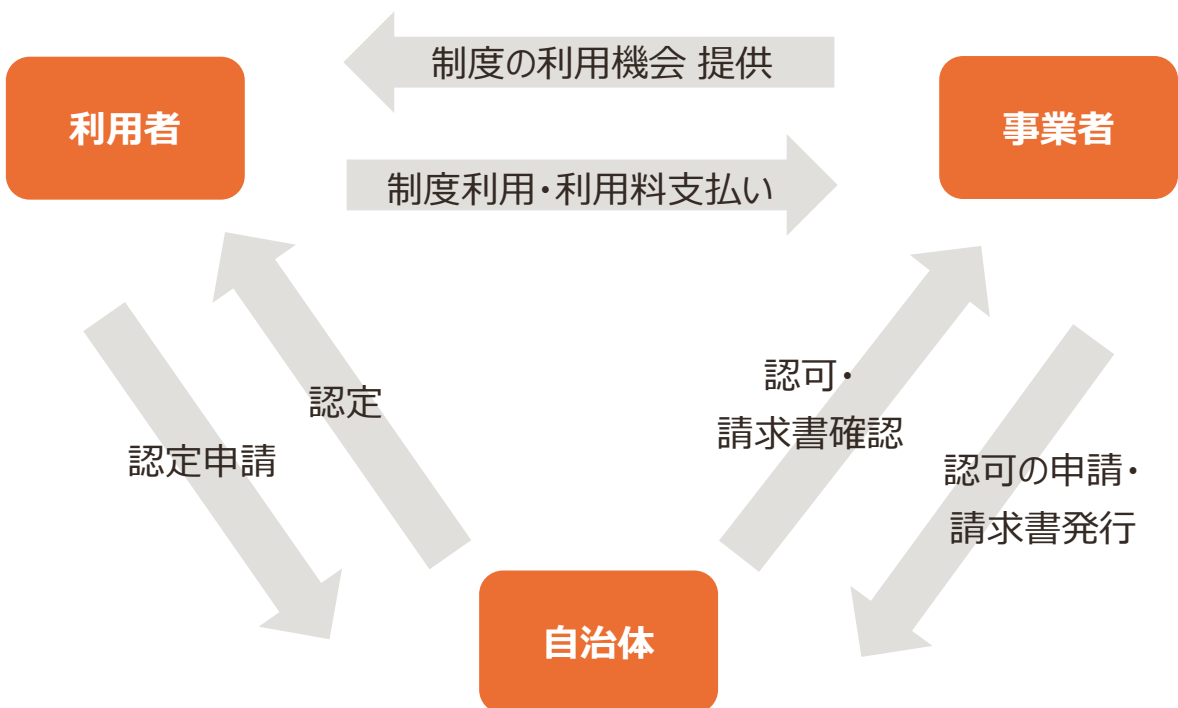 制度の利用機会 提供
利用者
事業者
制度利用・利用料支払い
認定
認定申請
認可・
請求書確認
認可の申請・
請求書発行
自治体